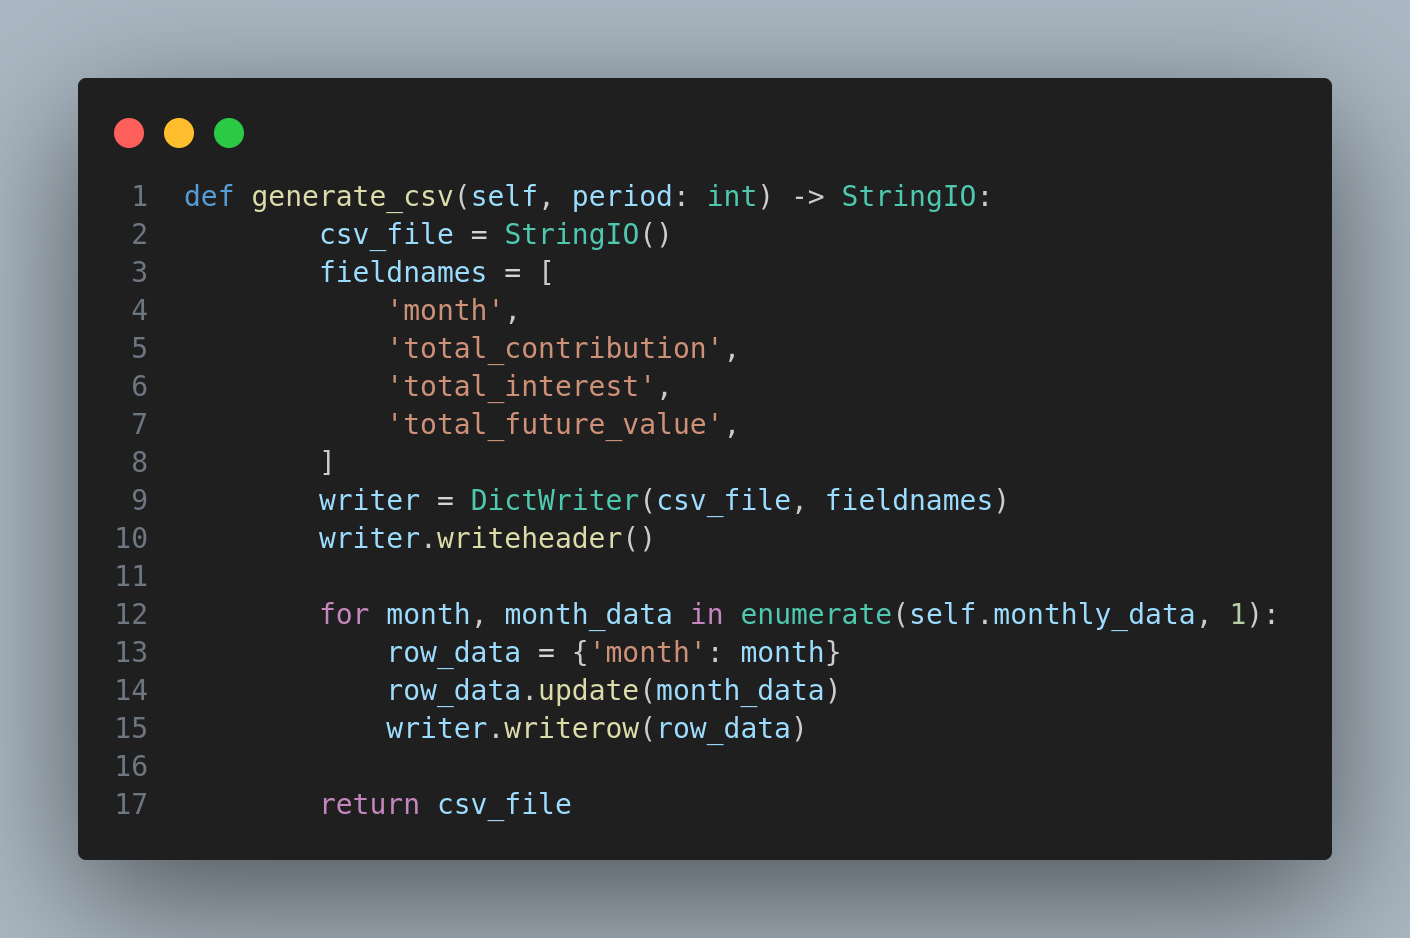 1 def generate_csv(self, period: int) -> StringIO:
2         csv_file = StringIO()
3         fieldnames = [
4             'month',
5             'total_contribution',
6             'total_interest',
7             'total_future_value',
8         ]
9         writer = DictWriter(csv_file, fieldnames)
10         writer.writeheader()
11
12         for month, month_data in enumerate(self.monthly_data, 1):
13             row_data = {'month': month}
14             row_data.update(month_data)
15             writer.writerow(row_data)
16
17         return csv_file